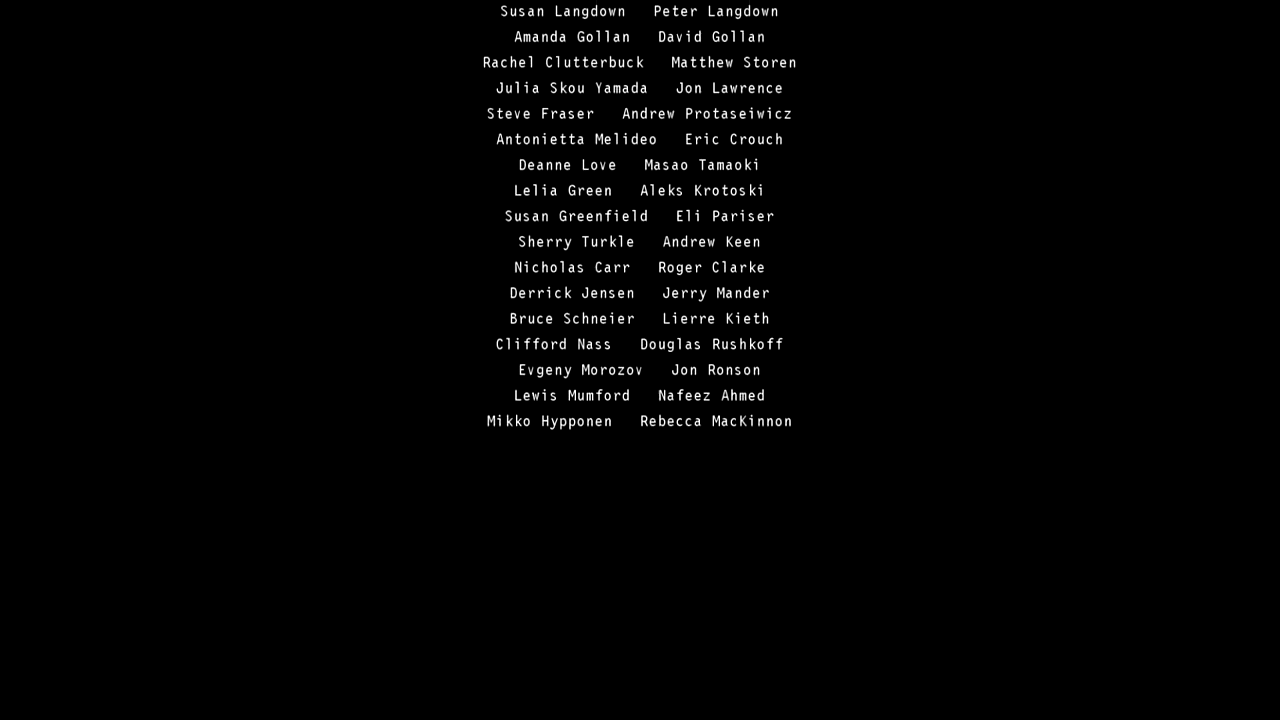 Susan Langdown Peter Langdown
Amanda Gollan David Gollan
Rachel Clutterbuck Matthew Storen
Julia Skou Yamada Jon Lawrence
Steve Fraser Andrew Protaseiwicz
Antonietta Melideo Eric Crouch
Deanne Love Masao Tamaoki
Lelia Green Aleks Krotoski
Susan Greenfield Eli Pariser
Sherry Turkle Andrew Keen
Nicholas Carr Roger Clarke
Derrick Jensen Jerry Mander
Bruce Schneier Lierre Kieth
Clifford Nass Douglas Rushkoff
Evgeny Morozov Jon Ronson
Lewis Mumford Nafeez Ahmed
Mikko Hypponen Rebecca MacKinnon